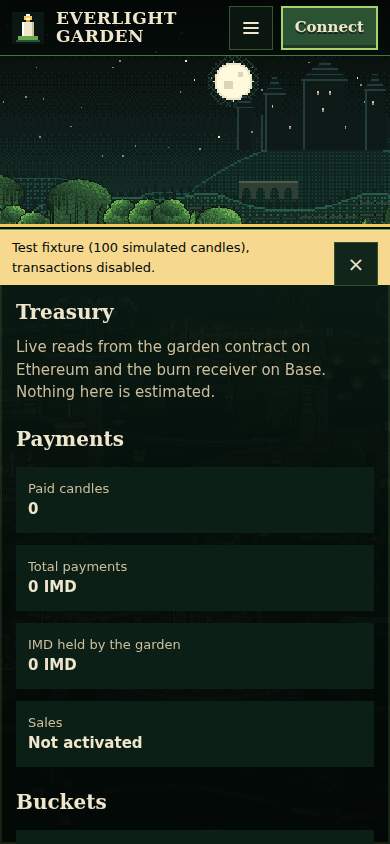 EVERLIGHT
GARDEN
Connect
Test fixture (100 simulated candles),
transactions disabled.
Treasury
Live reads from the garden contract on
Ethereum and the burn receiver on Base.
Nothing here is estimated.
Payments
Paid candles
0
Total payments
0 IMD
IMD held by the garden
0 IMD
Sales
Not activated
Buckets